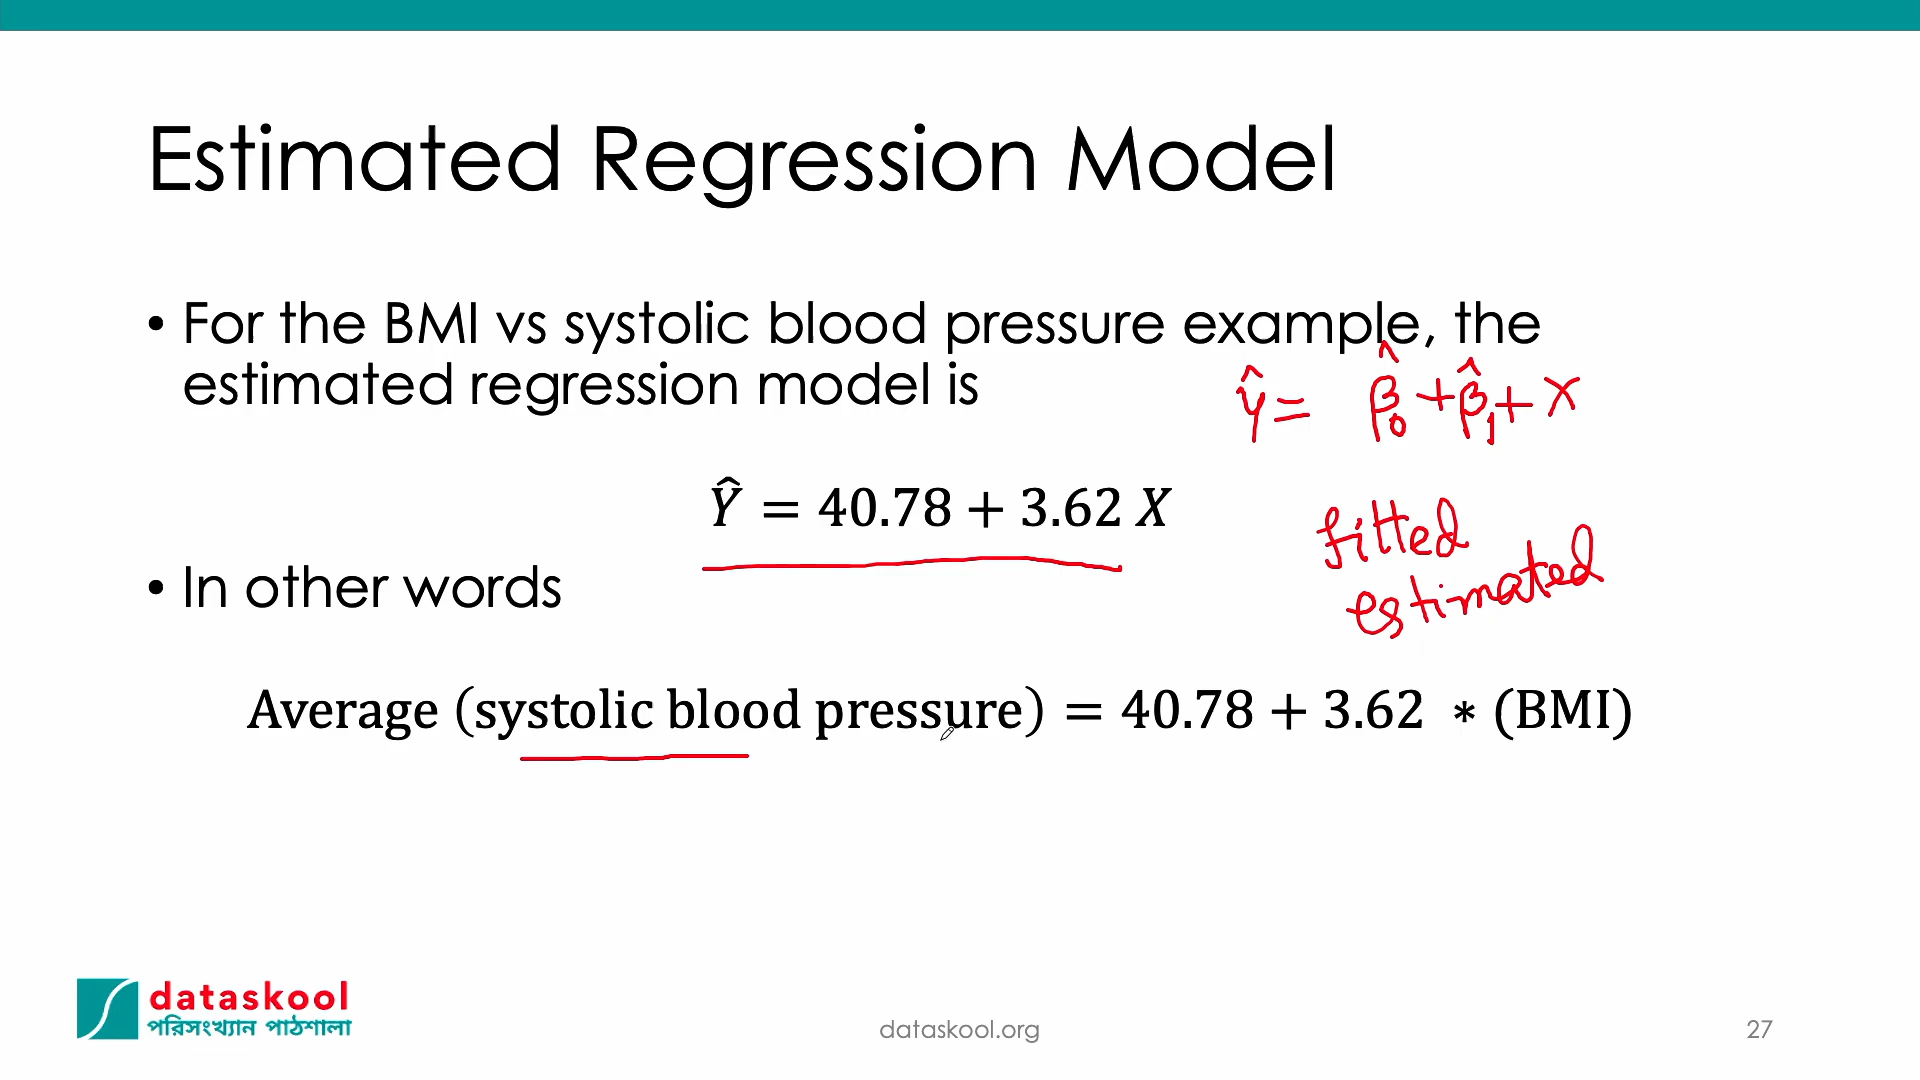 Estimated Regression Model
• For the BMI vs systolic blood pressure example, the
estimated regression model is
Ŷ = β̂₀ + β̂₁ + X
Ŷ = 40.78 + 3.62 X
fitted
estimated
• In other words
Average (systolic blood pressure) = 40.78 + 3.62 * (BMI)
dataskool
পরিসংখ্যান পাঠশালা
dataskool.org
27